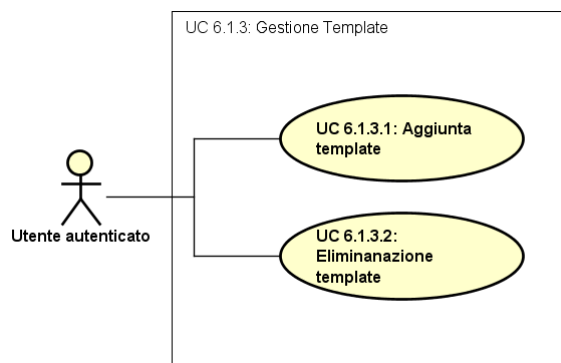 UC 6.1.3: Gestione Template
UC 6.1.3.1: Aggiunta
template
Utente autenticato
UC 6.1.3.2:
Eliminanazione
template